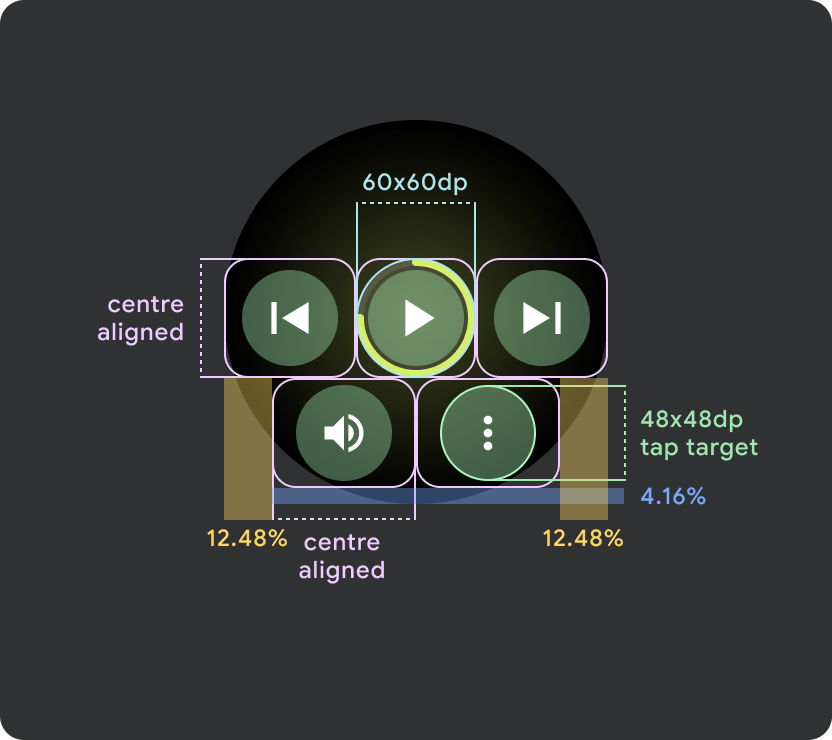 60x60dp
centre
aligned
48x48dp
tap target
4.16%
12.48%
centre
aligned
12.48%